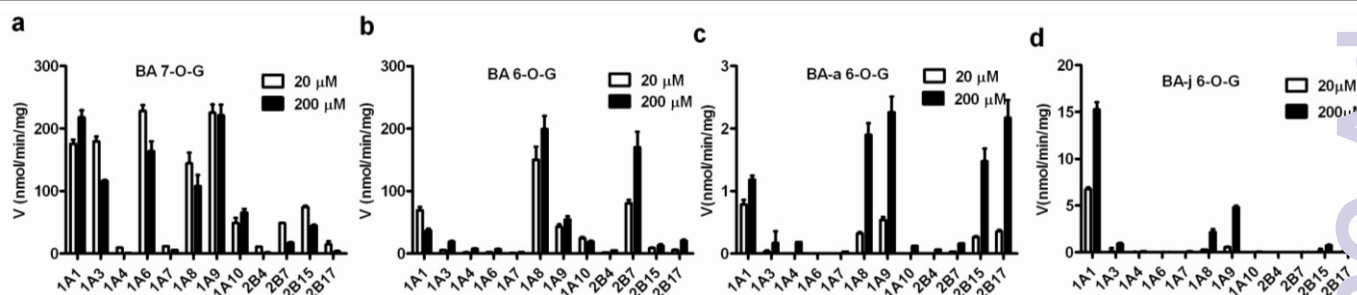 a
BA 7-O-G
20 μM
200 μM
V (nmol/min/mg)
300
200
100
0
1A1 1A3 1A4 1A6 1A7 1A8 1A9 1A10 2B4 2B7 2B15 2B17
b
BA 6-O-G
20 μM
200 μM
V (nmol/min/mg)
300
200
100
0
1A1 1A3 1A4 1A6 1A7 1A8 1A9 1A10 2B4 2B7 2B15 2B17
c
BA-a 6-O-G
20 μM
200 μM
V(nmol/min/mg)
3
2
1
0
1A1 1A3 1A4 1A6 1A7 1A8 1A9 1A10 2B4 2B7 2B15 2B17
d
BA-j 6-O-G
20μM
V(nmol/min/mg)
20
15
10
5
0
1A1 1A3 1A4 1A6 1A7 1A8 1A9 1A10 2B4 2B7 2B15 2B17